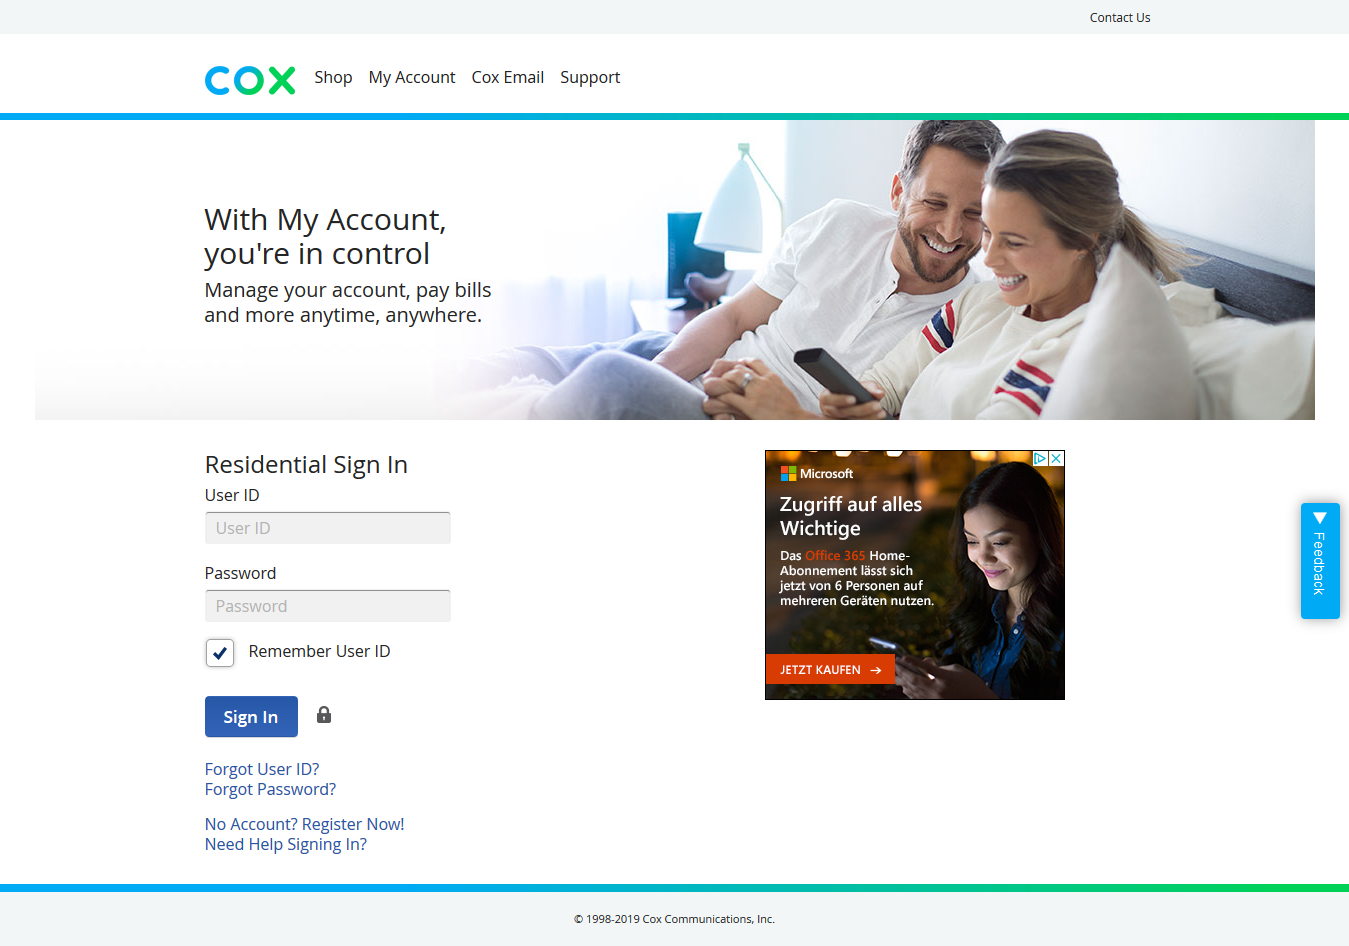 Contact Us
COX
Shop My Account Cox Email Support
With My Account,
you're in control
Manage your account, pay bills
and more anytime, anywhere.
Residential Sign In
User ID
User ID
Password
Password
Remember User ID
Sign In
Forgot User ID?
Forgot Password?
No Account? Register Now!
Need Help Signing In?
Microsoft
Zugriff auf alles
Wichtige
Das Office 365 Home-
Abonnement lässt sich
jetzt von 6 Personen auf
mehreren Geräten nutzen.
JETZT KAUFEN →
Feedback
© 1998-2019 Cox Communications, Inc.